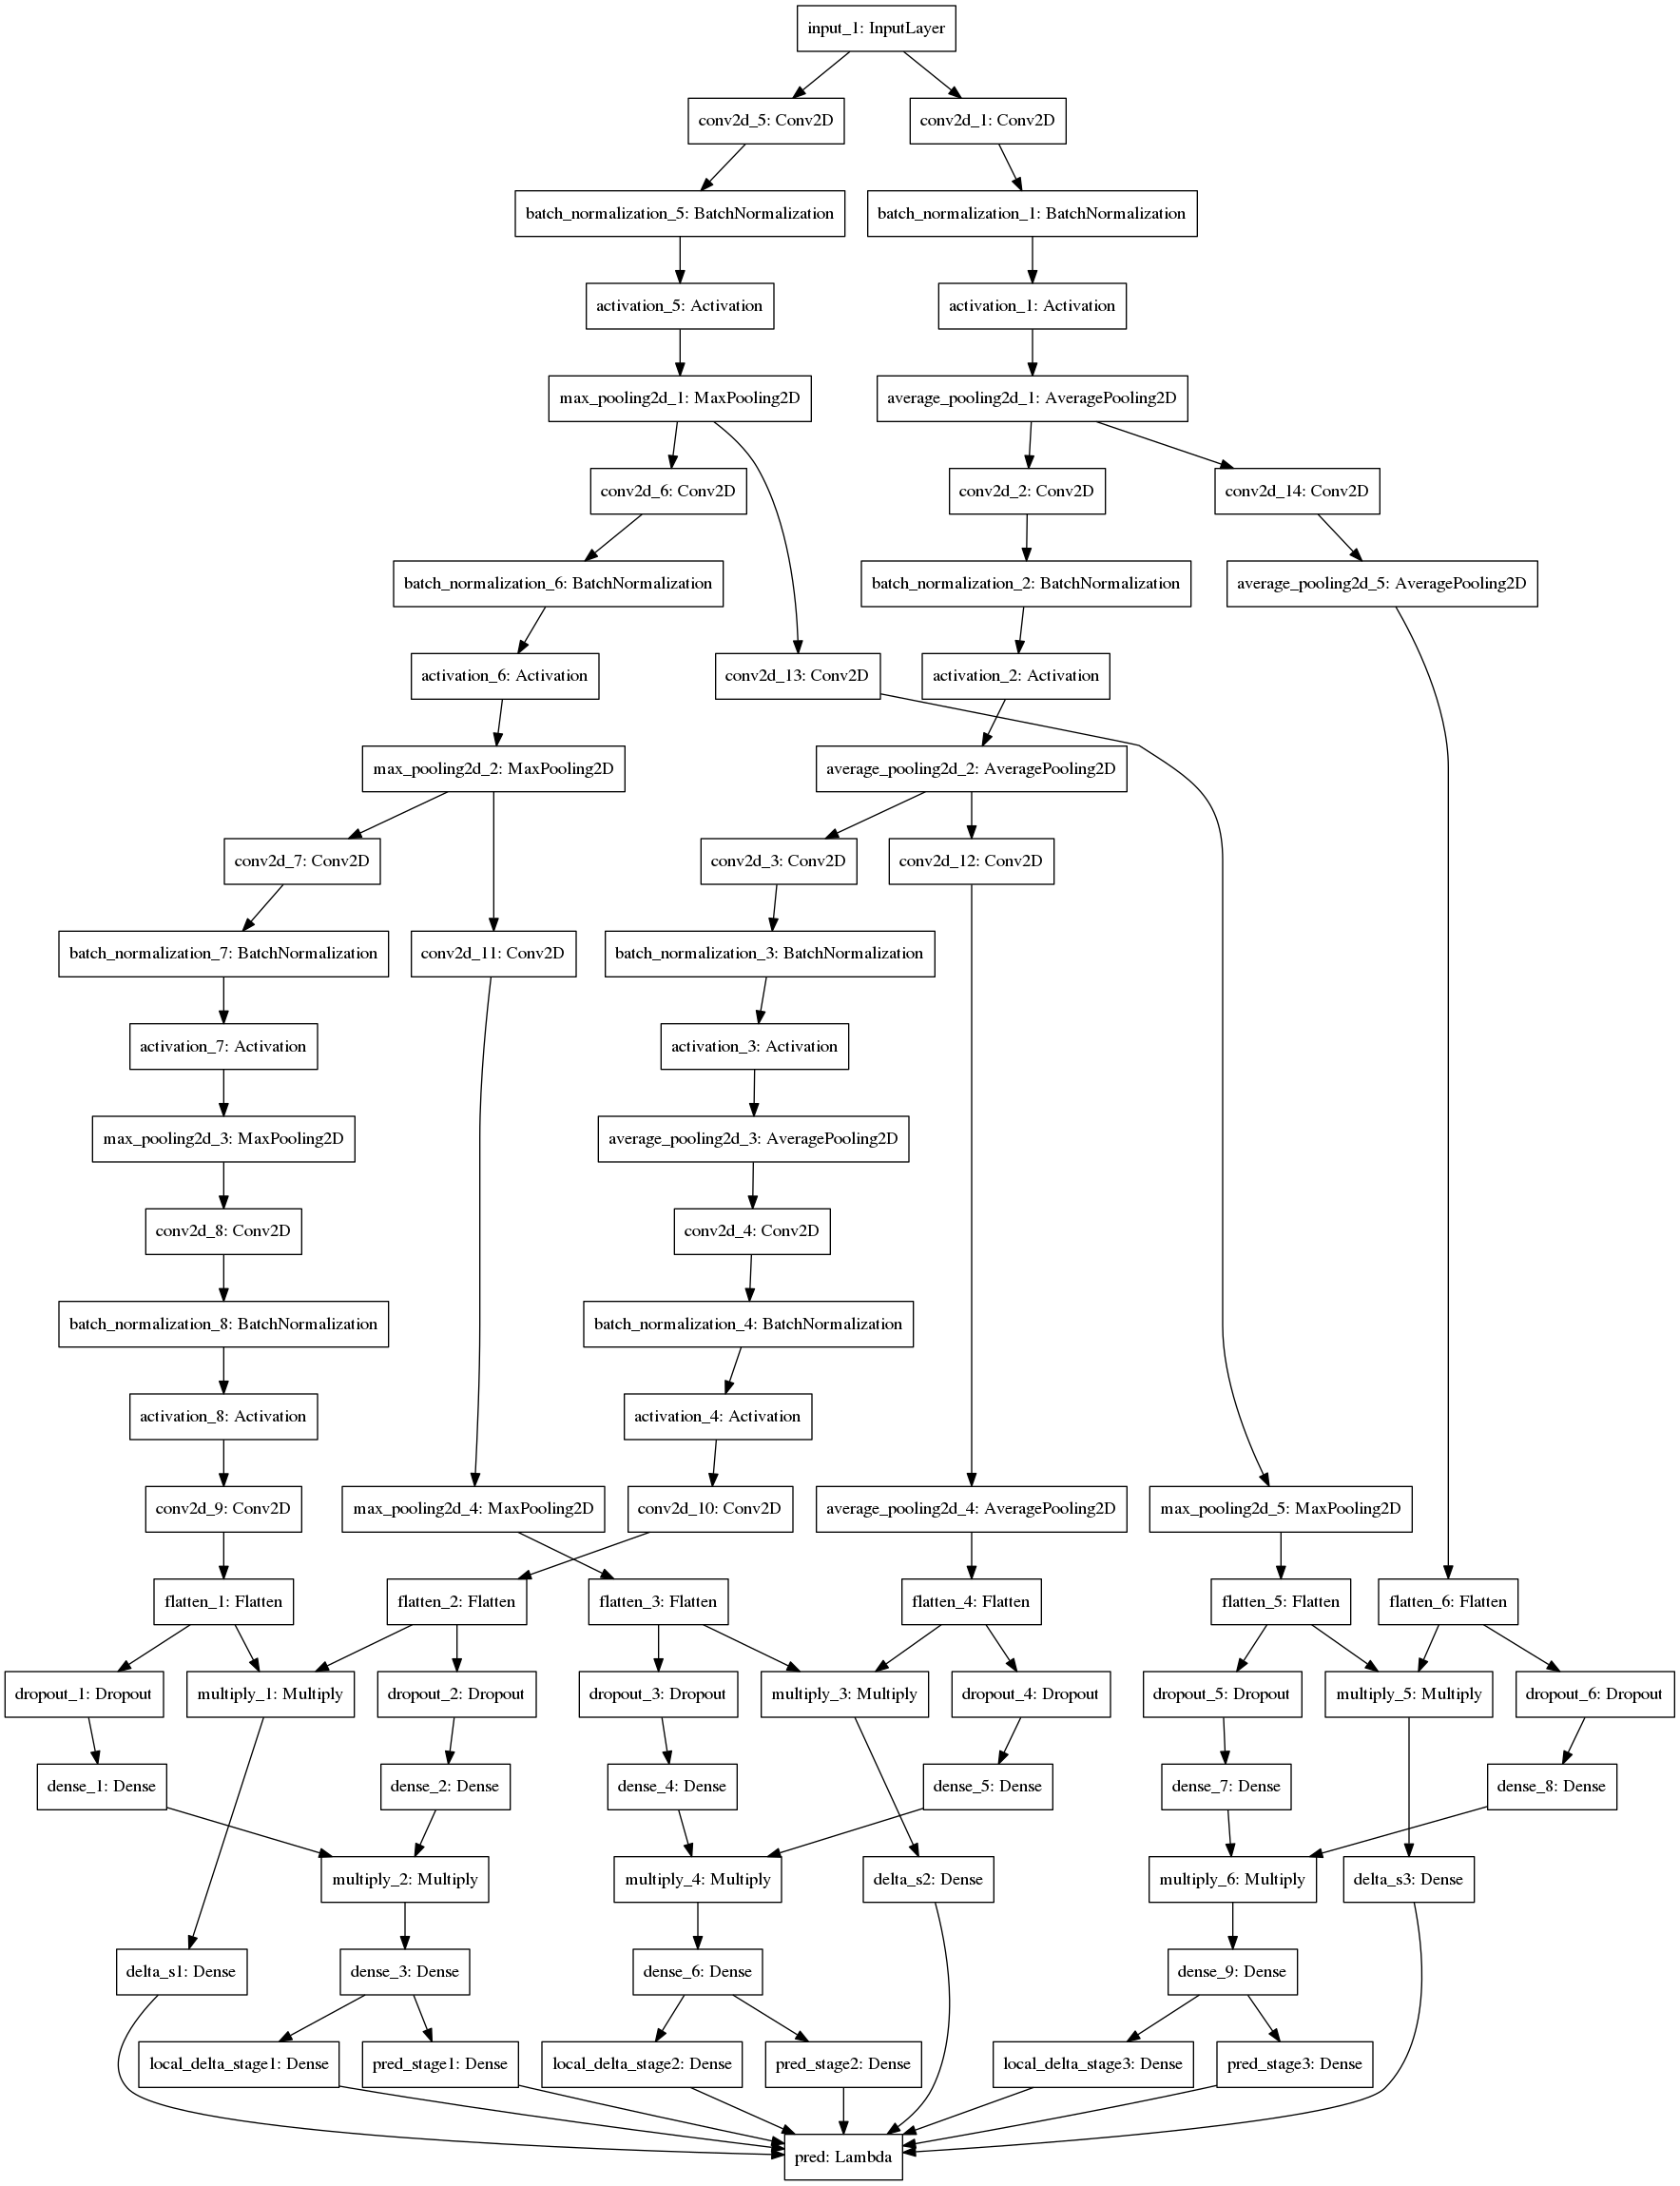 input_1: InputLayer
conv2d_5: Conv2D
conv2d_1: Conv2D
batch_normalization_5: BatchNormalization
batch_normalization_1: BatchNormalization
activation_5: Activation
activation_1: Activation
max_pooling2d_1: MaxPooling2D
average_pooling2d_1: AveragePooling2D
conv2d_6: Conv2D
conv2d_2: Conv2D
conv2d_14: Conv2D
batch_normalization_6: BatchNormalization
batch_normalization_2: BatchNormalization
average_pooling2d_5: AveragePooling2D
activation_6: Activation
conv2d_13: Conv2D
activation_2: Activation
max_pooling2d_2: MaxPooling2D
average_pooling2d_2: AveragePooling2D
conv2d_7: Conv2D
conv2d_3: Conv2D
conv2d_12: Conv2D
batch_normalization_7: BatchNormalization
conv2d_11: Conv2D
batch_normalization_3: BatchNormalization
activation_7: Activation
activation_3: Activation
max_pooling2d_3: MaxPooling2D
average_pooling2d_3: AveragePooling2D
conv2d_8: Conv2D
conv2d_4: Conv2D
batch_normalization_8: BatchNormalization
batch_normalization_4: BatchNormalization
activation_8: Activation
activation_4: Activation
conv2d_9: Conv2D
max_pooling2d_4: MaxPooling2D
conv2d_10: Conv2D
average_pooling2d_4: AveragePooling2D
max_pooling2d_5: MaxPooling2D
flatten_1: Flatten
flatten_2: Flatten
flatten_3: Flatten
flatten_4: Flatten
flatten_5: Flatten
flatten_6: Flatten
dropout_1: Dropout
multiply_1: Multiply
dropout_2: Dropout
dropout_3: Dropout
multiply_3: Multiply
dropout_4: Dropout
dropout_5: Dropout
multiply_5: Multiply
dropout_6: Dropout
dense_1: Dense
dense_2: Dense
dense_4: Dense
dense_5: Dense
dense_7: Dense
dense_8: Dense
multiply_2: Multiply
multiply_4: Multiply
delta_s2: Dense
multiply_6: Multiply
delta_s3: Dense
delta_s1: Dense
dense_3: Dense
dense_6: Dense
dense_9: Dense
local_delta_stage1: Dense
pred_stage1: Dense
local_delta_stage2: Dense
pred_stage2: Dense
local_delta_stage3: Dense
pred_stage3: Dense
pred: Lambda